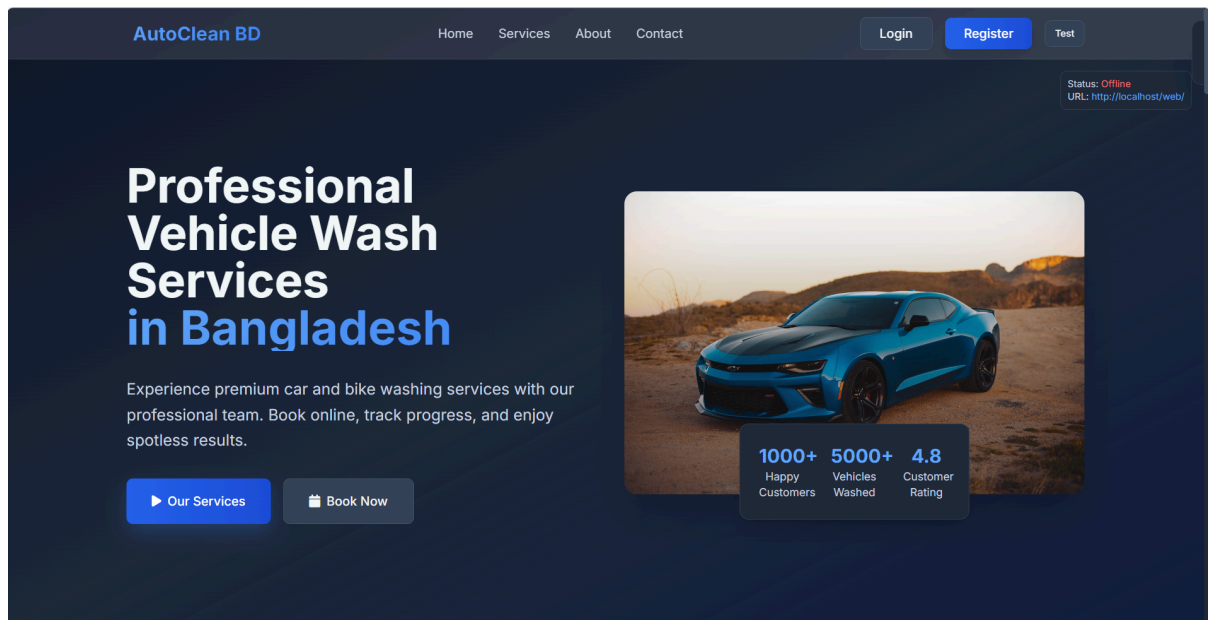 AutoClean BD
Home Services About Contact
Login Register Test
Status: Offline
URL: http://localhost/web/
Professional
Vehicle Wash
Services
in Bangladesh
Experience premium car and bike washing services with our
professional team. Book online, track progress, and enjoy
spotless results.
Our Services Book Now
1000+ 5000+ 4.8
Happy Vehicles Customer
Customers Washed Rating